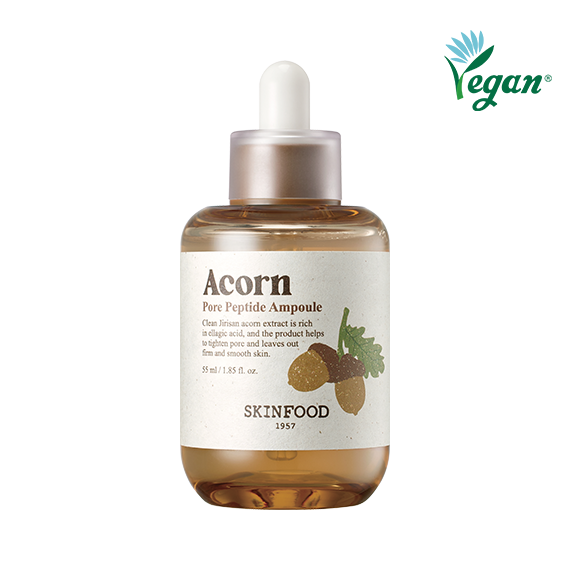 Vegan®
Acorn
Pore Peptide Ampoule
Clean Jirisan acorn extract is rich
in ellagic acid, and the product helps
to tighten pore and leaves out
firm and smooth skin.
55 ml / 1.85 fl. oz.
SKINFOOD
1957